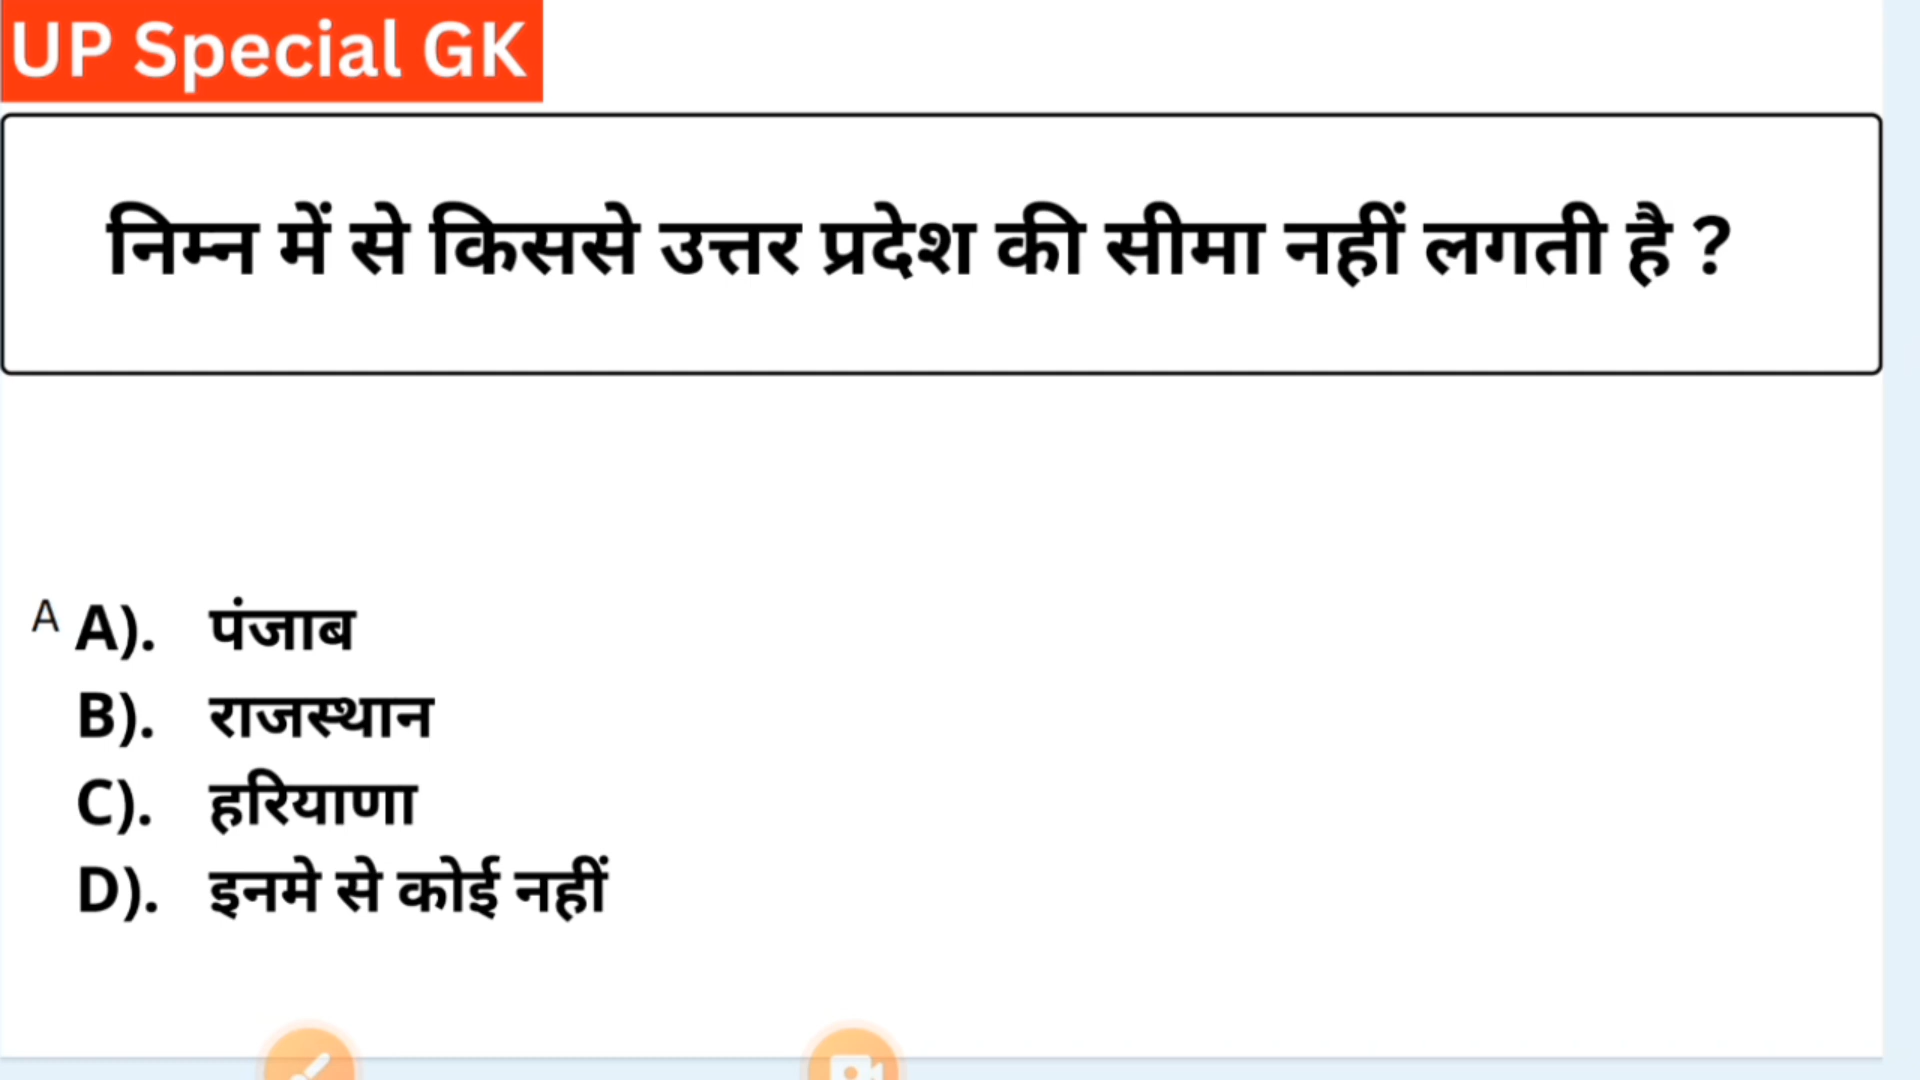 UP Special GK
निम्न में से किससे उत्तर प्रदेश की सीमा नहीं लगती है ?
A A). पंजाब
B). राजस्थान
C). हरियाणा
D). इनमे से कोई नहीं